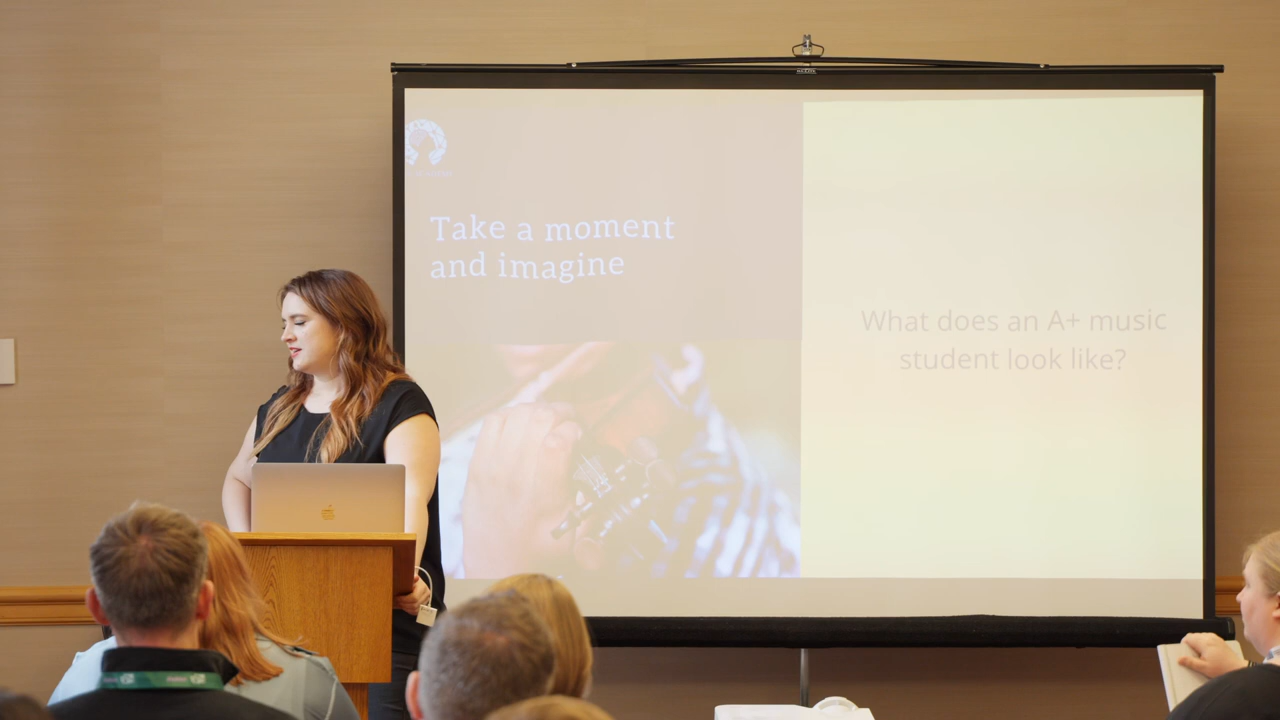 Take a moment
and imagine
What does an A+ music
student look like?